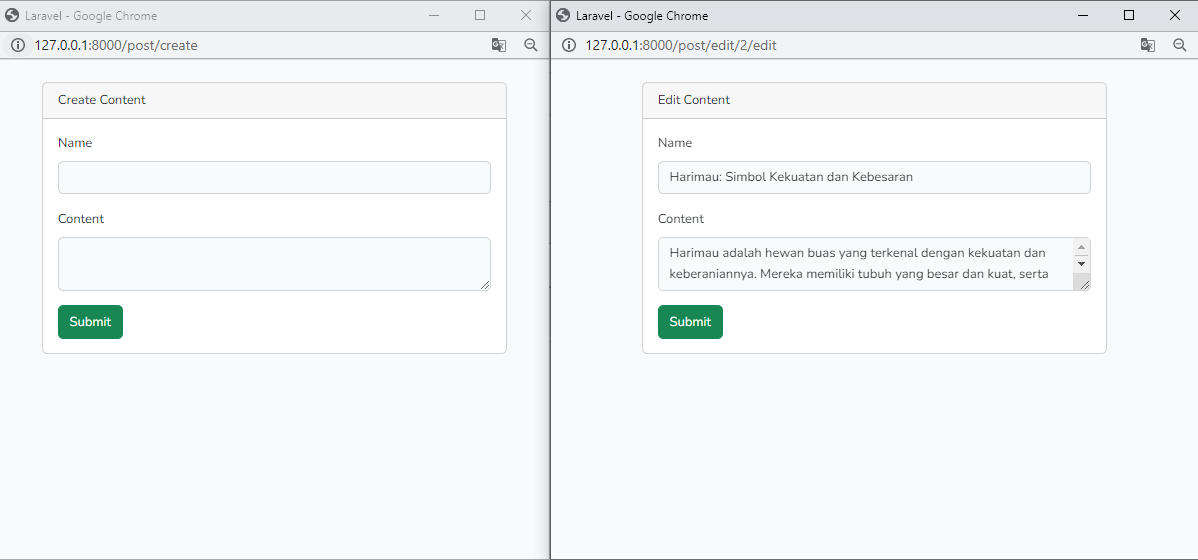 Laravel - Google Chrome
127.0.0.1:8000/post/create
Create Content
Name
Content
Submit
Laravel - Google Chrome
127.0.0.1:8000/post/edit/2/edit
Edit Content
Name
Harimau: Simbol Kekuatan dan Kebesaran
Content
Harimau adalah hewan buas yang terkenal dengan kekuatan dan
keberaniannya. Mereka memiliki tubuh yang besar dan kuat, serta
Submit